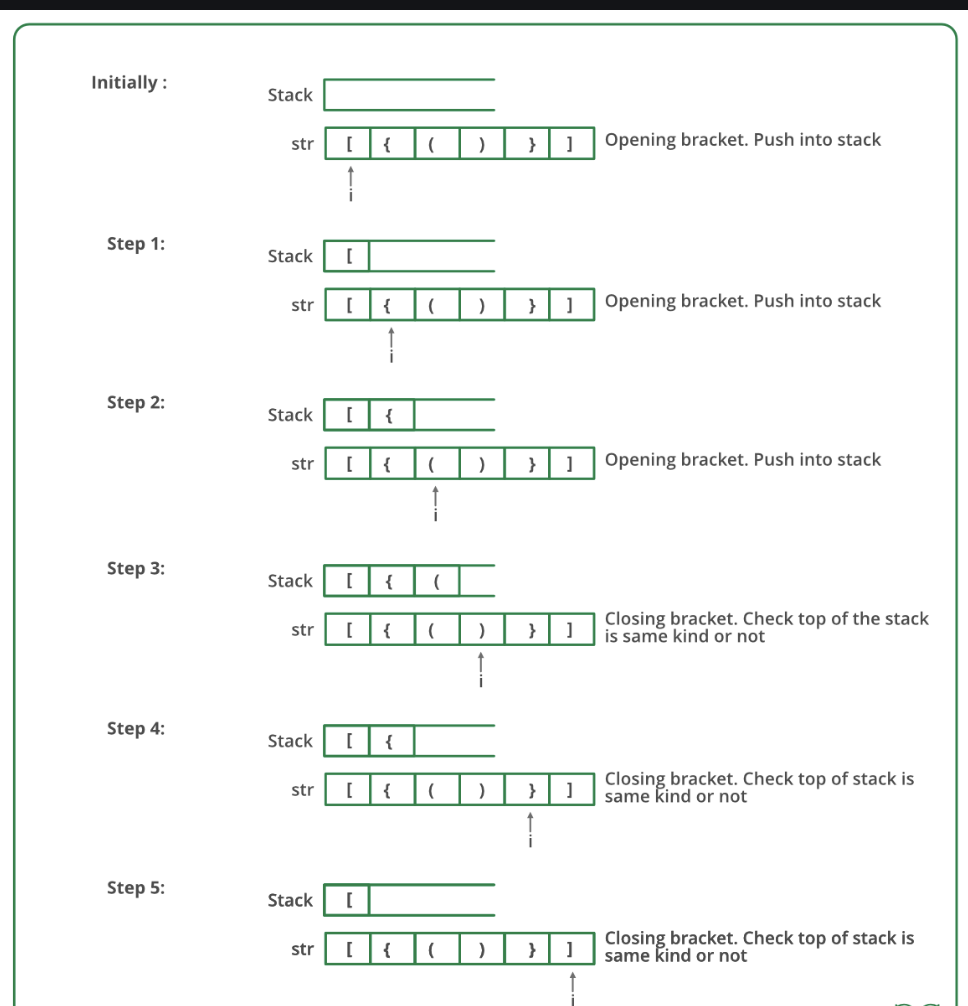 Initially :
Stack
str [ { ( ) } ] Opening bracket. Push into stack
i
Step 1:
Stack [
str [ { ( ) } ] Opening bracket. Push into stack
i
Step 2:
Stack [ {
str [ { ( ) } ] Opening bracket. Push into stack
i
Step 3:
Stack [ { (
str [ { ( ) } ] Closing bracket. Check top of the stack
is same kind or not
i
Step 4:
Stack [ {
str [ { ( ) } ] Closing bracket. Check top of stack is
same kind or not
i
Step 5:
Stack [
str [ { ( ) } ] Closing bracket. Check top of stack is
same kind or not
i